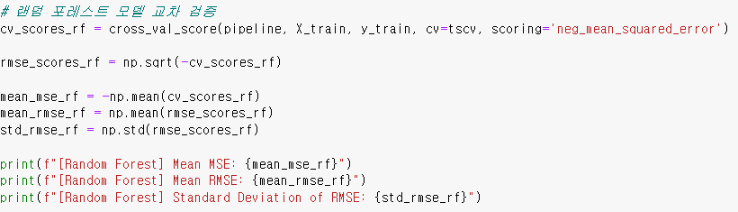 # 랜덤 포레스트 모델 교차 검증
cv_scores_rf = cross_val_score(pipeline, X_train, y_train, cv=tscv, scoring='neg_mean_squared_error')
rmse_scores_rf = np.sqrt(-cv_scores_rf)
mean_mse_rf = -np.mean(cv_scores_rf)
mean_rmse_rf = np.mean(rmse_scores_rf)
std_rmse_rf = np.std(rmse_scores_rf)
print(f"[Random Forest] Mean MSE: {mean_mse_rf}")
print(f"[Random Forest] Mean RMSE: {mean_rmse_rf}")
print(f"[Random Forest] Standard Deviation of RMSE: {std_rmse_rf}")